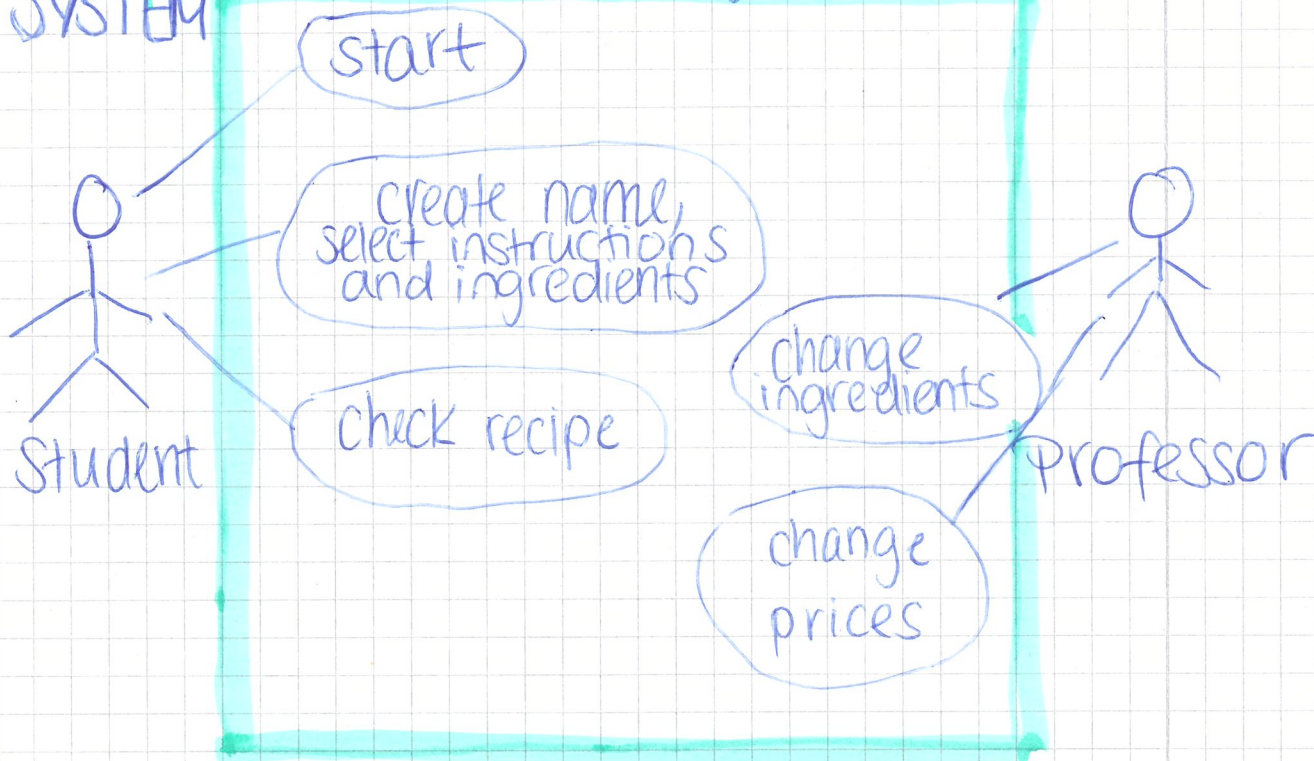 SYSTEM
start
create name,
select instructions
and ingredients
change
ingredients
check recipe
Student
Professor
change
prices